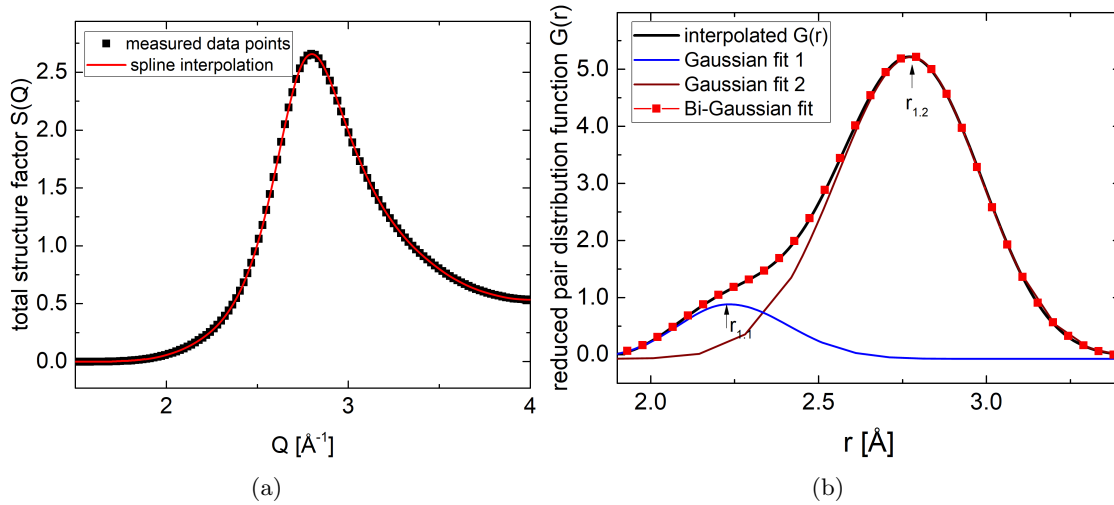 total structure factor S(Q)
2.5
2.0
1.5
1.0
0.5
0.0
measured data points
spline interpolation
2
3
4
Q [Å⁻¹]
(a)
reduced pair distribution function G(r)
5.0
4.0
3.0
2.0
1.0
0.0
interpolated G(r)
Gaussian fit 1
Gaussian fit 2
Bi-Gaussian fit
r1.2
r1.1
2.0
2.5
3.0
r [Å]
(b)